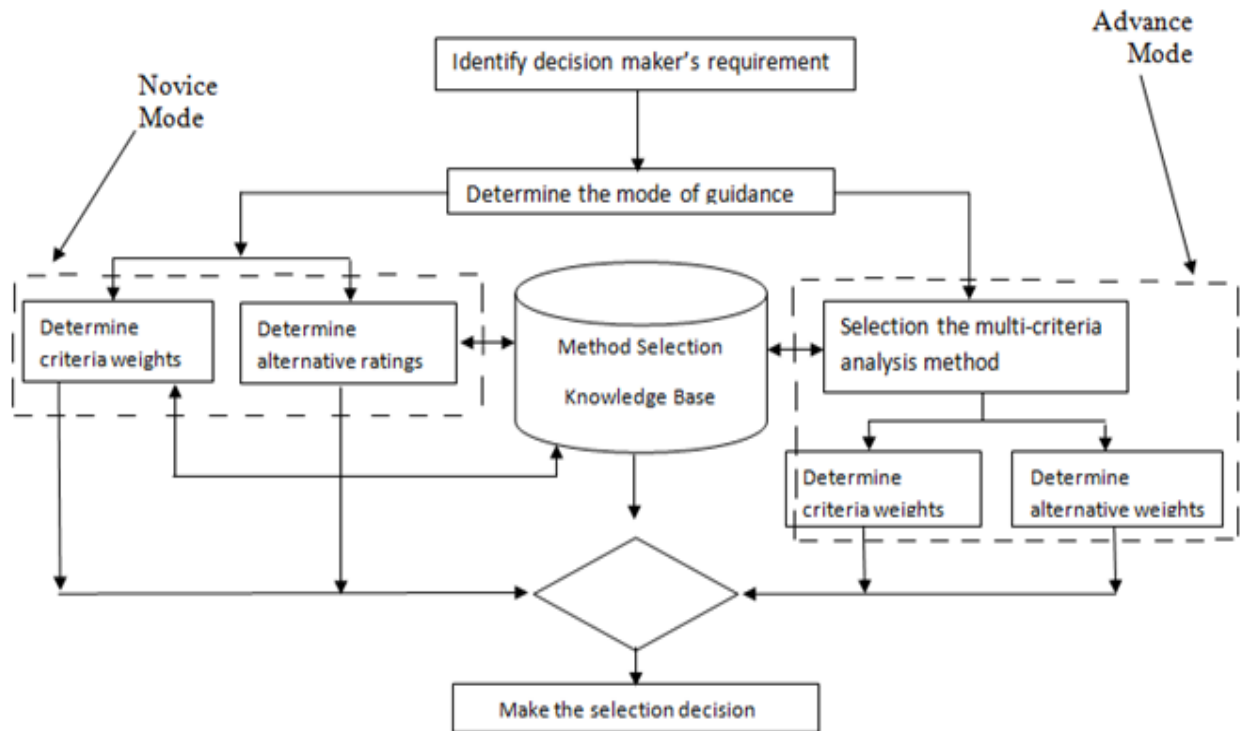 Advance
Mode
Identify decision maker's requirement
Novice
Mode
Determine the mode of guidance
Determine
criteria weights
Determine
alternative ratings
Method Selection
Knowledge Base
Selection the multi-criteria
analysis method
Determine
criteria weights
Determine
alternative weights
Make the selection decision